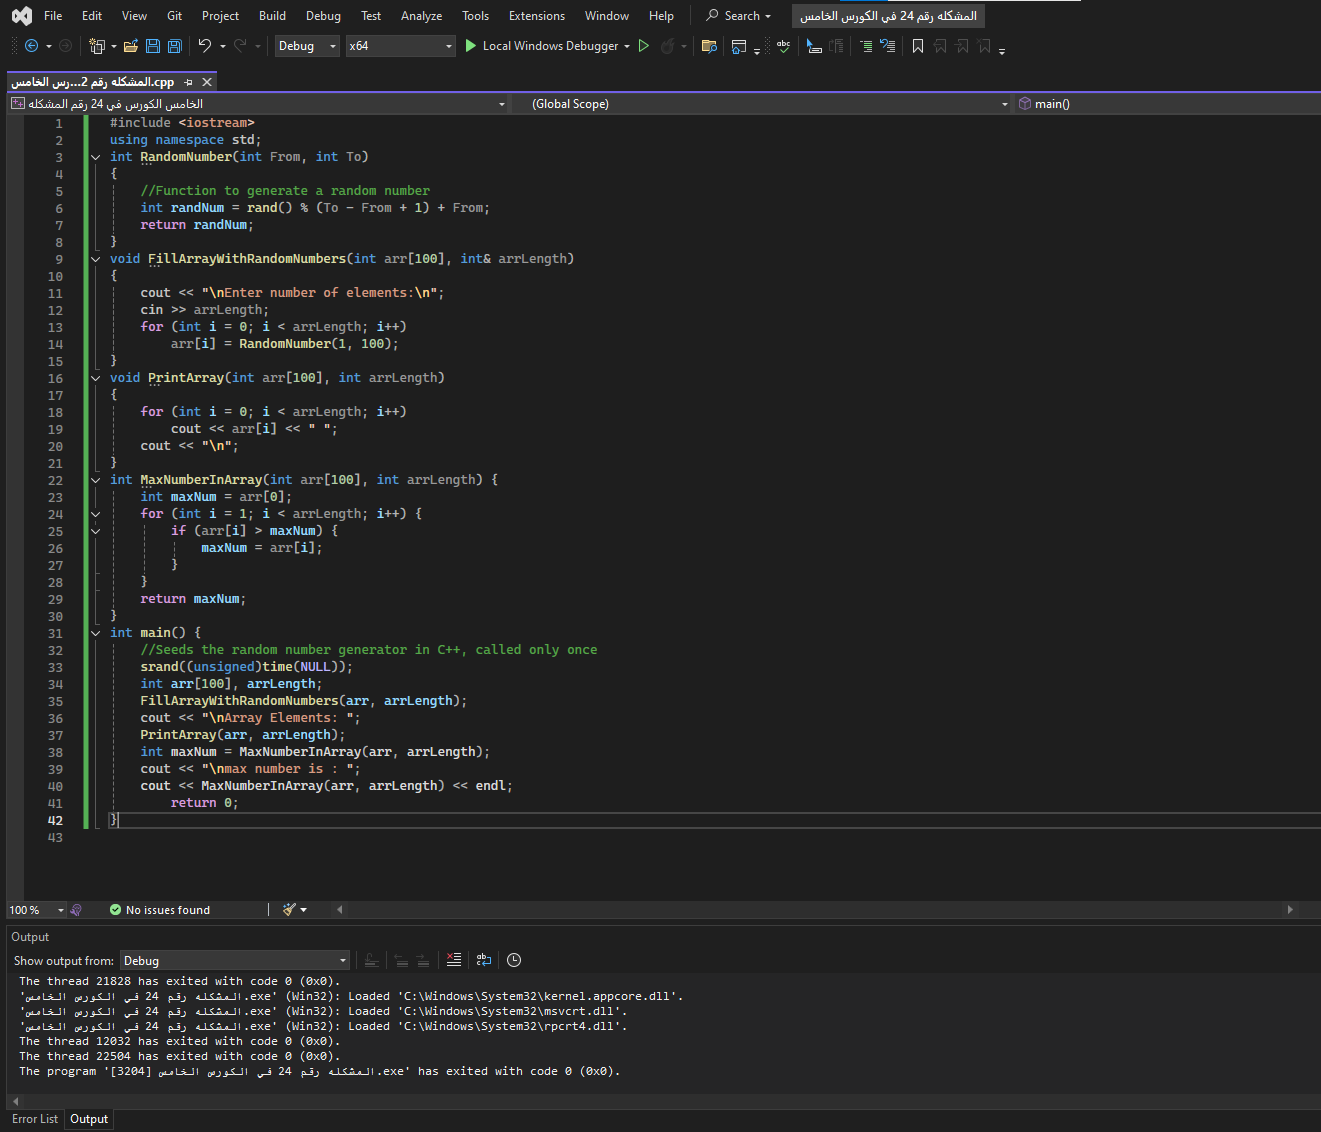 File Edit View Git Project Build Debug Test Analyze Tools Extensions Window Help Search المشكله رقم 24 في الكورس الخامس
Debug x64 Local Windows Debugger
المشكله رقم 2...رس الخامس.cpp
الخامس الكورس في 24 رقم المشكله (Global Scope) main()
1 #include <iostream>
2 using namespace std;
3 int RandomNumber(int From, int To)
4 {
5 //Function to generate a random number
6 int randNum = rand() % (To - From + 1) + From;
7 return randNum;
8 }
9 void FillArrayWithRandomNumbers(int arr[100], int& arrLength)
10 {
11 cout << "\nEnter number of elements:\n";
12 cin >> arrLength;
13 for (int i = 0; i < arrLength; i++)
14 arr[i] = RandomNumber(1, 100);
15 }
16 void PrintArray(int arr[100], int arrLength)
17 {
18 for (int i = 0; i < arrLength; i++)
19 cout << arr[i] << " ";
20 cout << "\n";
21 }
22 int MaxNumberInArray(int arr[100], int arrLength) {
23 int maxNum = arr[0];
24 for (int i = 1; i < arrLength; i++) {
25 if (arr[i] > maxNum) {
26 maxNum = arr[i];
27 }
28 }
29 return maxNum;
30 }
31 int main() {
32 //Seeds the random number generator in C++, called only once
33 srand((unsigned)time(NULL));
34 int arr[100], arrLength;
35 FillArrayWithRandomNumbers(arr, arrLength);
36 cout << "\nArray Elements: ";
37 PrintArray(arr, arrLength);
38 int maxNum = MaxNumberInArray(arr, arrLength);
39 cout << "\nmax number is : ";
40 cout << MaxNumberInArray(arr, arrLength) << endl;
41 return 0;
42 }
43
100 % No issues found
Output
Show output from: Debug
The thread 21828 has exited with code 0 (0x0).
'المشكله رقم 24 في الكورس الخامس.exe' (Win32): Loaded 'C:\Windows\System32\kernel.appcore.dll'.
'المشكله رقم 24 في الكورس الخامس.exe' (Win32): Loaded 'C:\Windows\System32\msvcrt.dll'.
'المشكله رقم 24 في الكورس الخامس.exe' (Win32): Loaded 'C:\Windows\System32\rpcrt4.dll'.
The thread 12032 has exited with code 0 (0x0).
The thread 22504 has exited with code 0 (0x0).
The program '[3204] المشكله رقم 24 في الكورس الخامس.exe' has exited with code 0 (0x0).
Error List Output